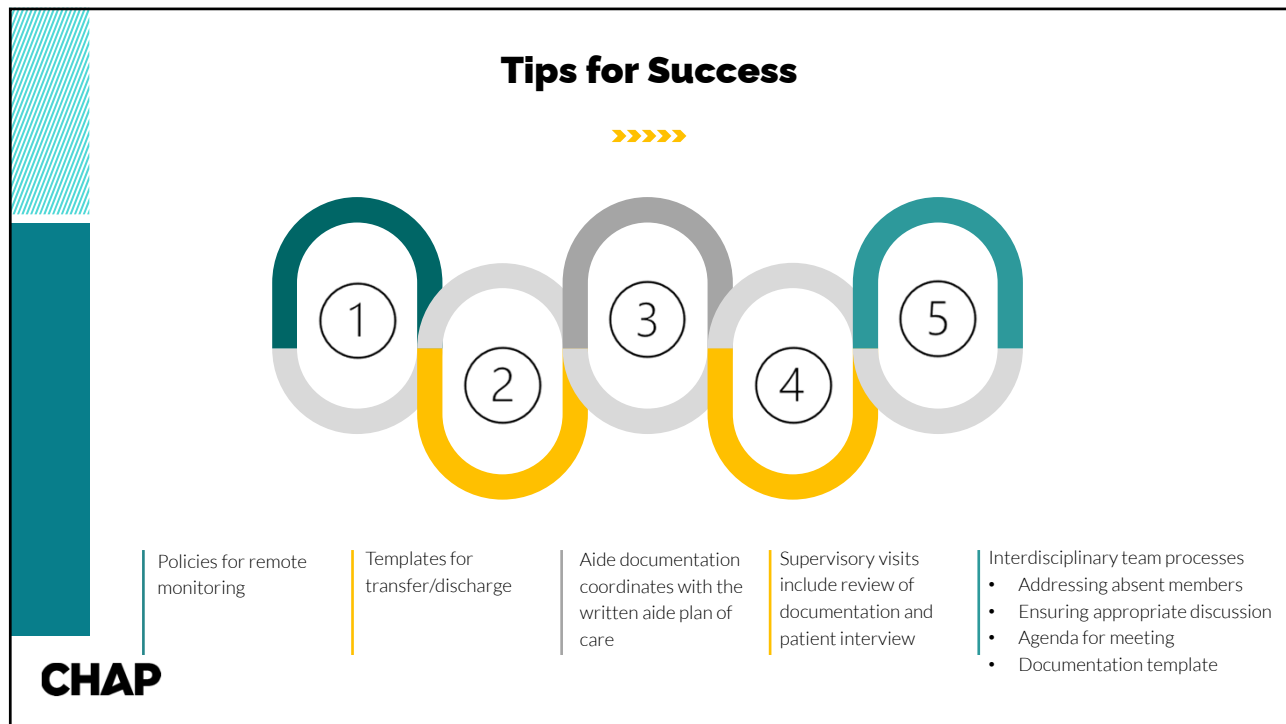 Tips for Success
1
2
3
4
5
Policies for remote
monitoring
Templates for
transfer/discharge
Aide documentation
coordinates with the
written aide plan of
care
Supervisory visits
include review of
documentation and
patient interview
Interdisciplinary team processes
• Addressing absent members
• Ensuring appropriate discussion
• Agenda for meeting
• Documentation template
CHAP